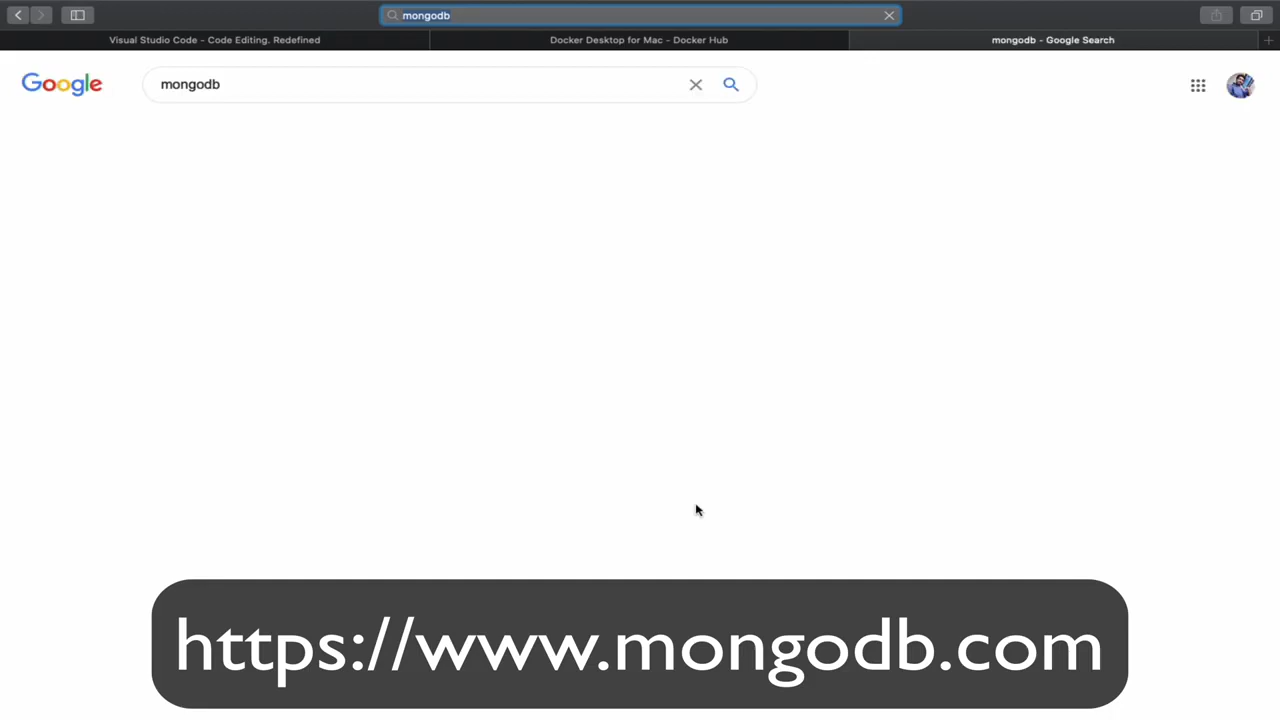 mongodb
Visual Studio Code - Code Editing. Redefined
Docker Desktop for Mac - Docker Hub
mongodb - Google Search
Google
mongodb
https://www.mongodb.com